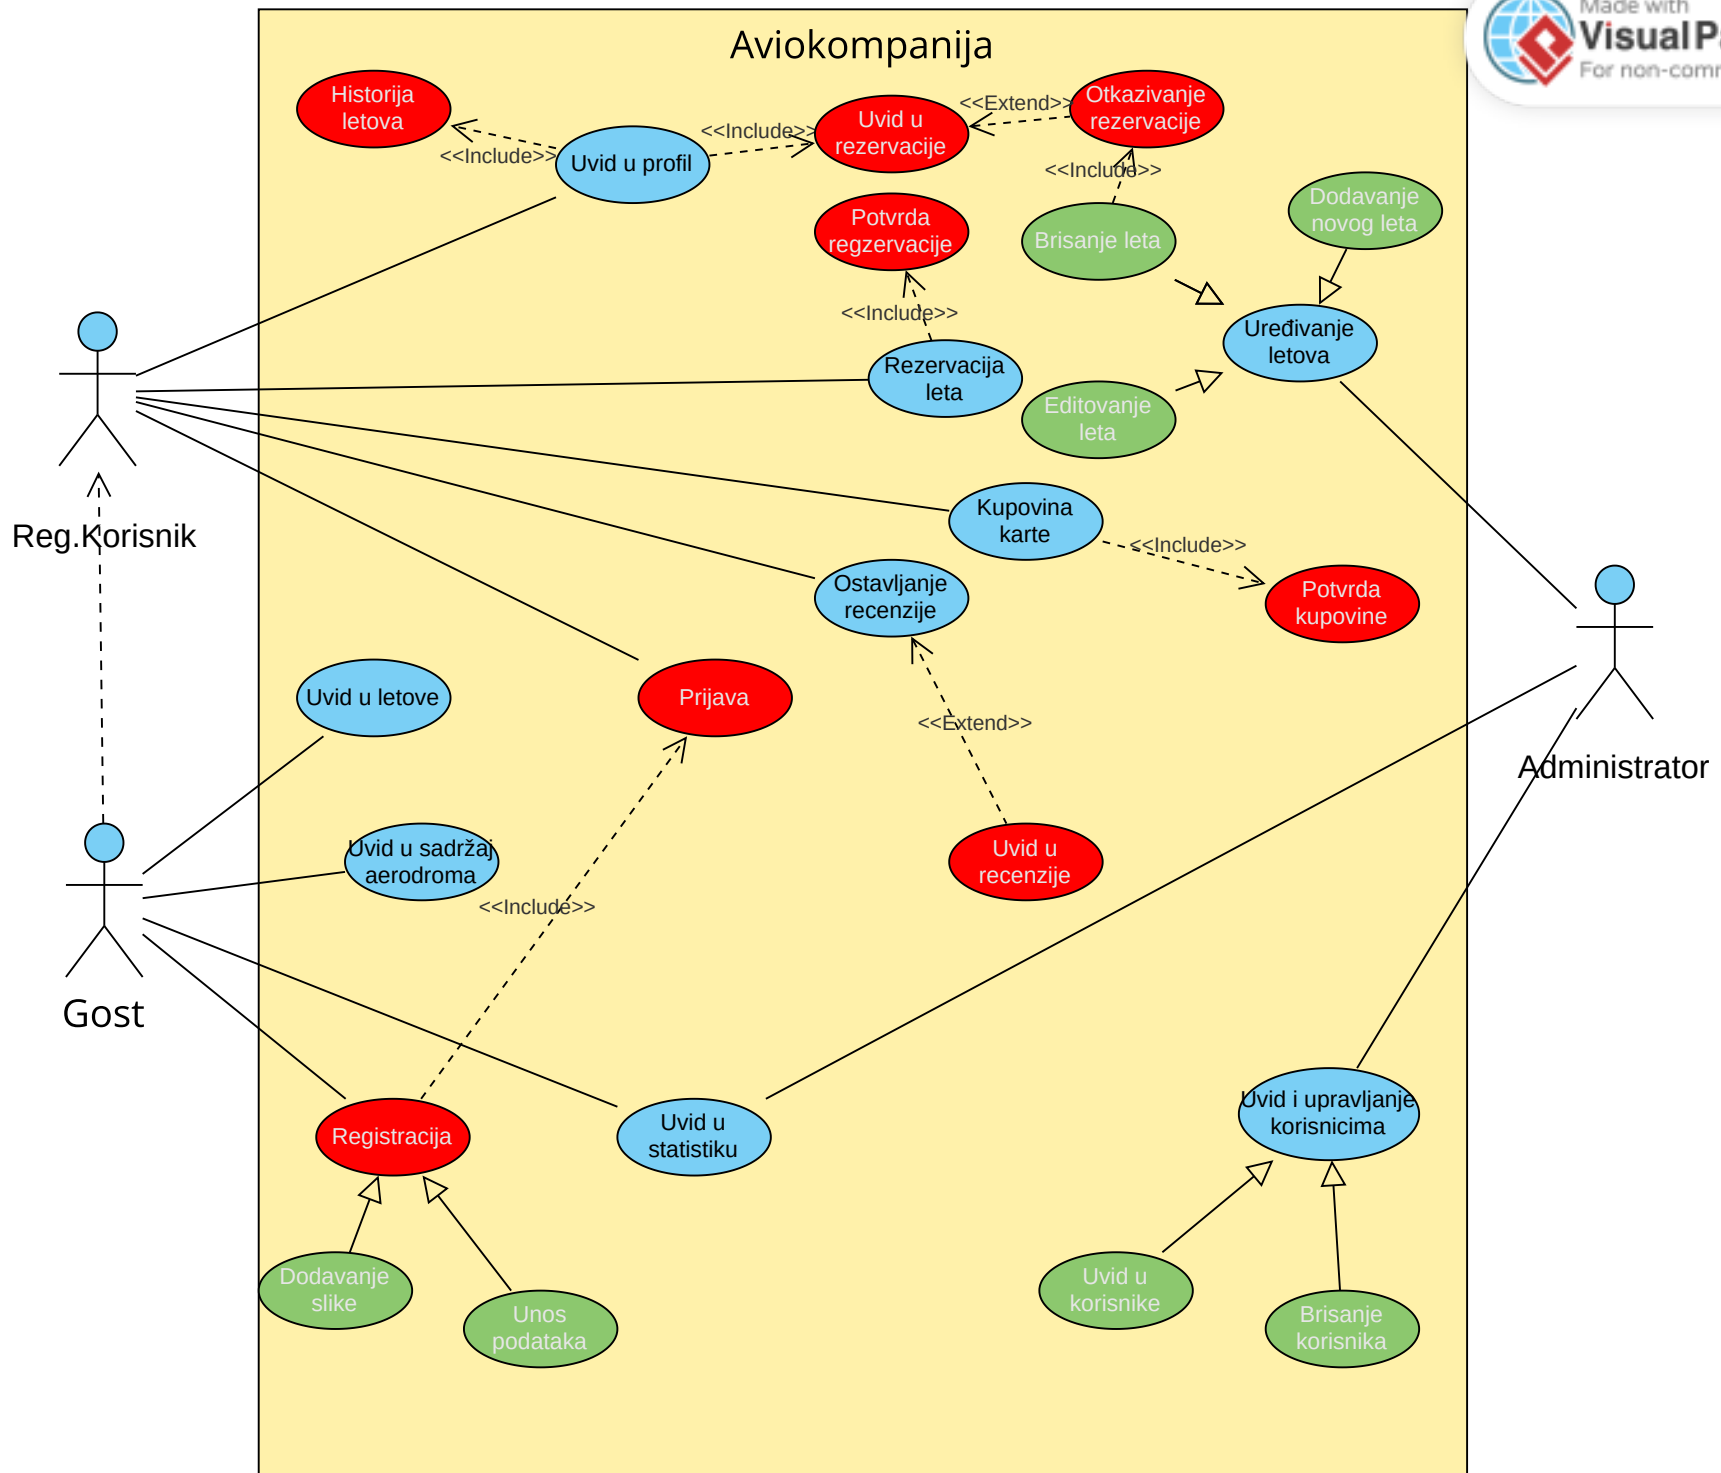 Made with
Aviokompanija
For non-comm
Historija
letova
<<Include>>
Uvid u profil
<<Include>>
Uvid u
rezervacije
<<Extend>>
Otkazivanje
rezervacije
<<Include>>
Brisanje leta
Dodavanje
novog leta
Potvrda
regzervacije
<<Include>>
Rezervacija
leta
Uređivanje
letova
Editovanje
leta
Reg.Korisnik
Kupovina
karte
<<Include>>
Potvrda
kupovine
Ostavljanje
recenzije
Uvid u letove
Prijava
<<Extend>>
Administrator
Uvid u sadržaj
aerodroma
Uvid u
recenzije
<<Include>>
Gost
Registracija
Uvid u
statistiku
Uvid i upravljanje
korisnicima
Dodavanje
slike
Unos
podataka
Uvid u
korisnike
Brisanje
korisnika